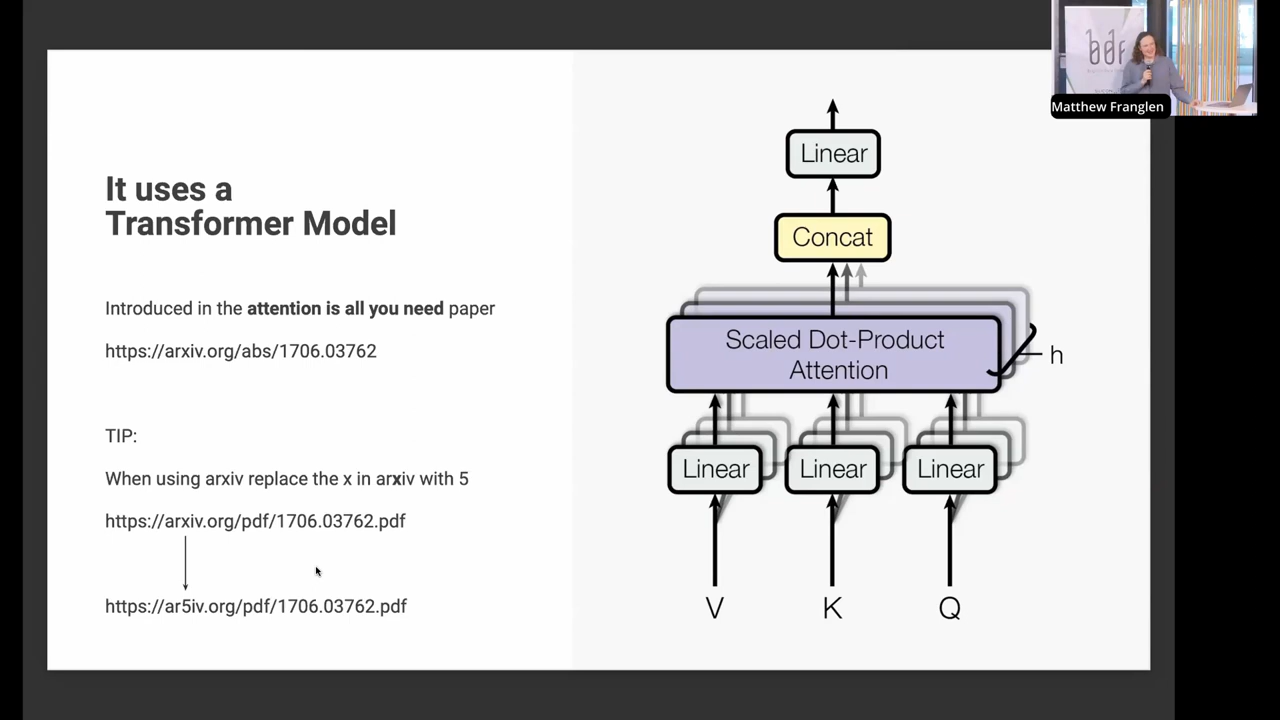 It uses a
Transformer Model
Introduced in the attention is all you need paper
https://arxiv.org/abs/1706.03762
TIP:
When using arxiv replace the x in arxiv with 5
https://arxiv.org/pdf/1706.03762.pdf
https://ar5iv.org/pdf/1706.03762.pdf
Linear
Concat
Scaled Dot-Product
Attention
h
Linear Linear Linear
V K Q
bdf
Matthew Franglen